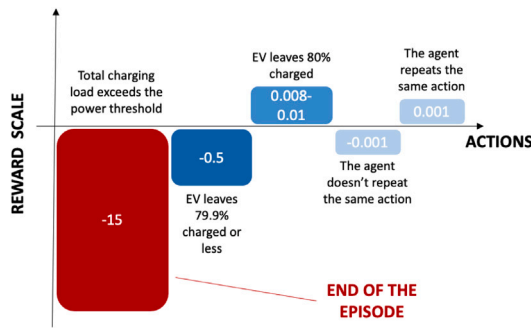 REWARD SCALE
Total charging
load exceeds the
power threshold
-15
-0.5
EV leaves
79.9%
charged or
less
EV leaves 80%
charged
0.008-
0.01
-0.001
The agent
doesn't repeat
the same action
The agent
repeats the
same action
0.001
ACTIONS
END OF THE
EPISODE